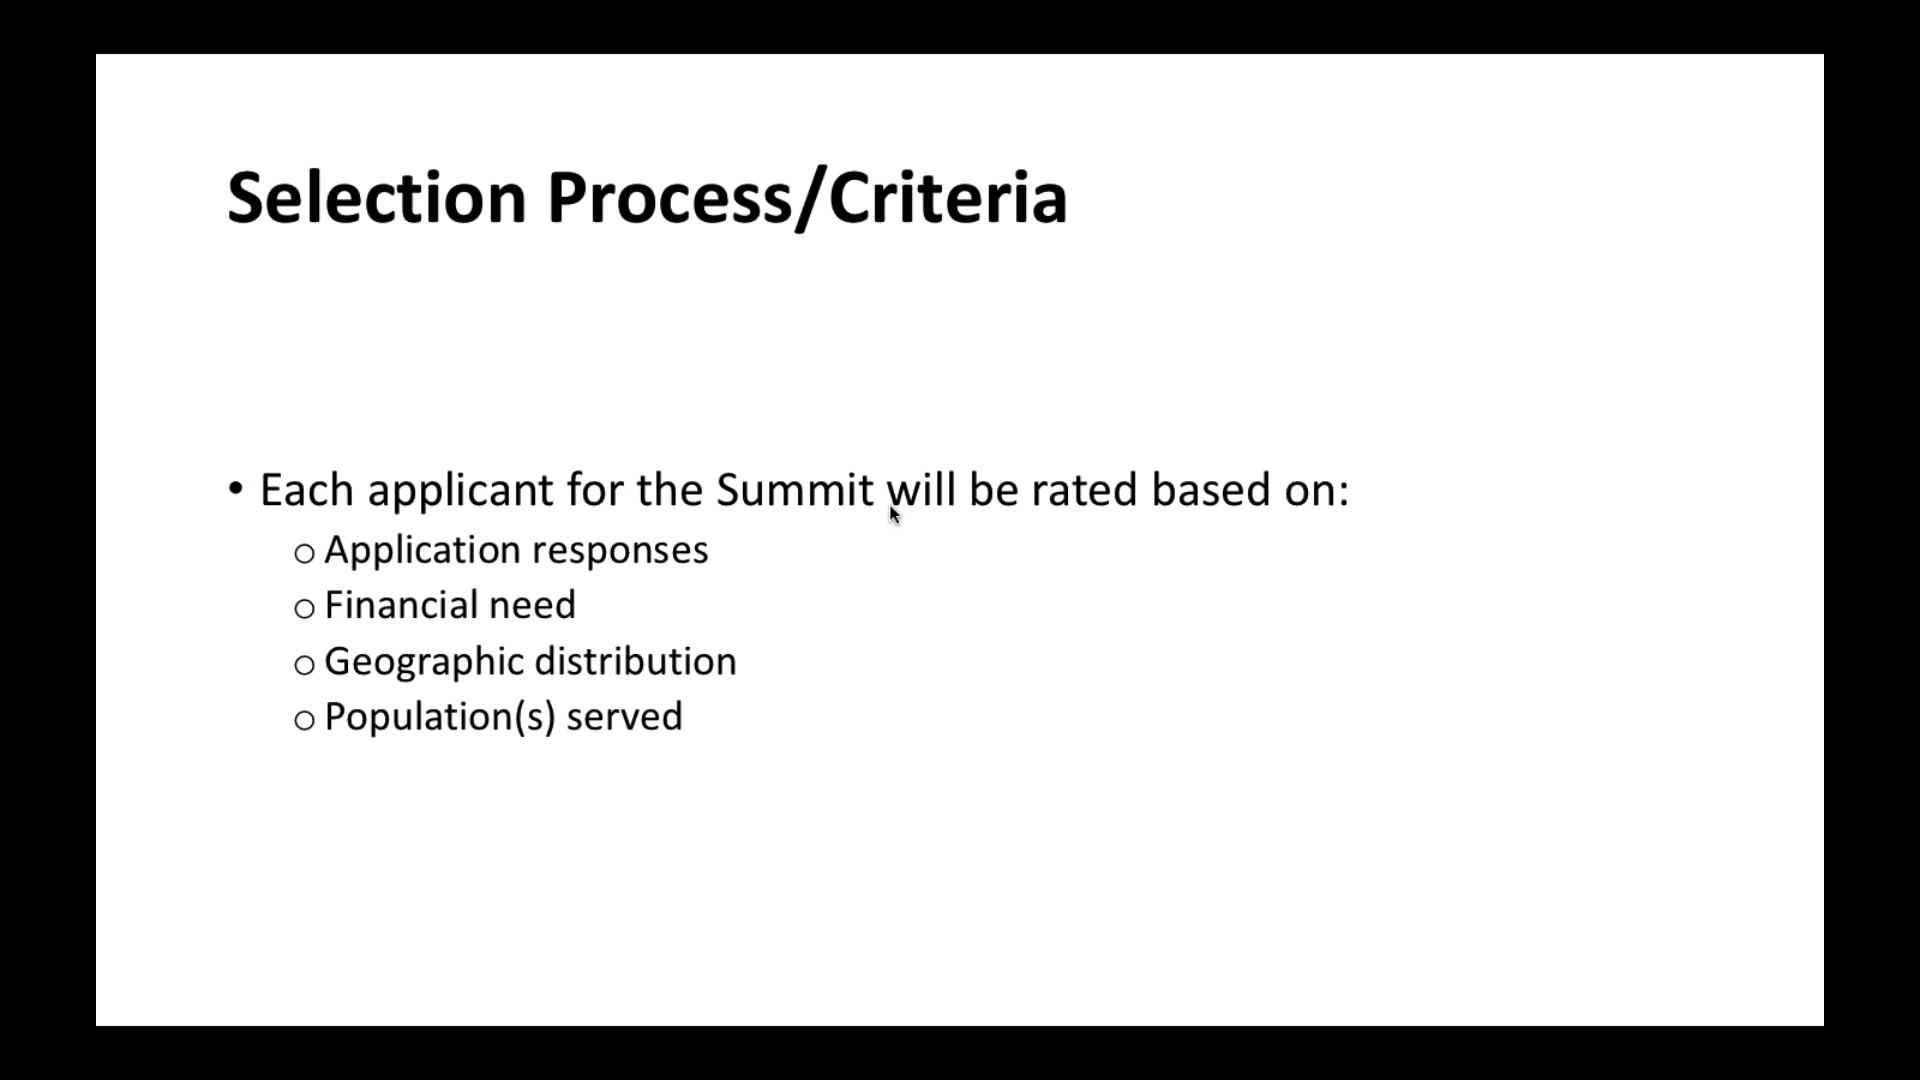 Selection Process/Criteria
• Each applicant for the Summit will be rated based on:
○ Application responses
○ Financial need
○ Geographic distribution
○ Population(s) served